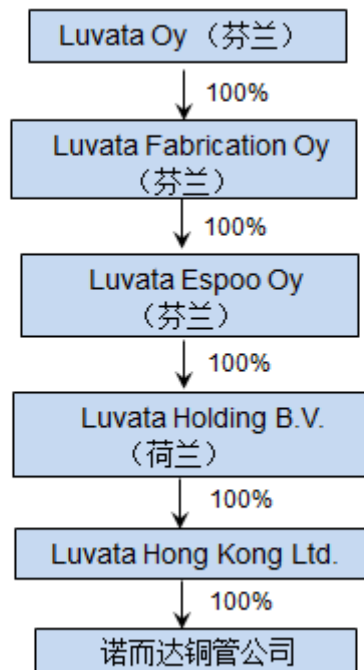 Luvata Oy （芬兰）
100%
Luvata Fabrication Oy
（芬兰）
100%
Luvata Espoo Oy
（芬兰）
100%
Luvata Holding B.V.
（荷兰）
100%
Luvata Hong Kong Ltd.
100%
诺而达铜管公司